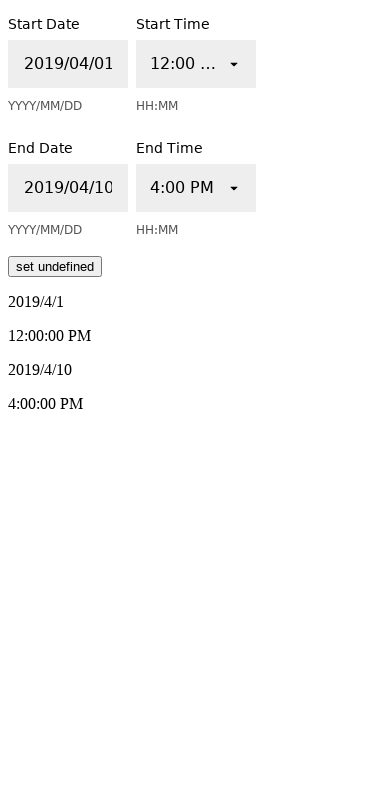 Start Date Start Time
2019/04/01 12:00 ...
YYYY/MM/DD HH:MM
End Date End Time
2019/04/10 4:00 PM
YYYY/MM/DD HH:MM
set undefined
2019/4/1
12:00:00 PM
2019/4/10
4:00:00 PM